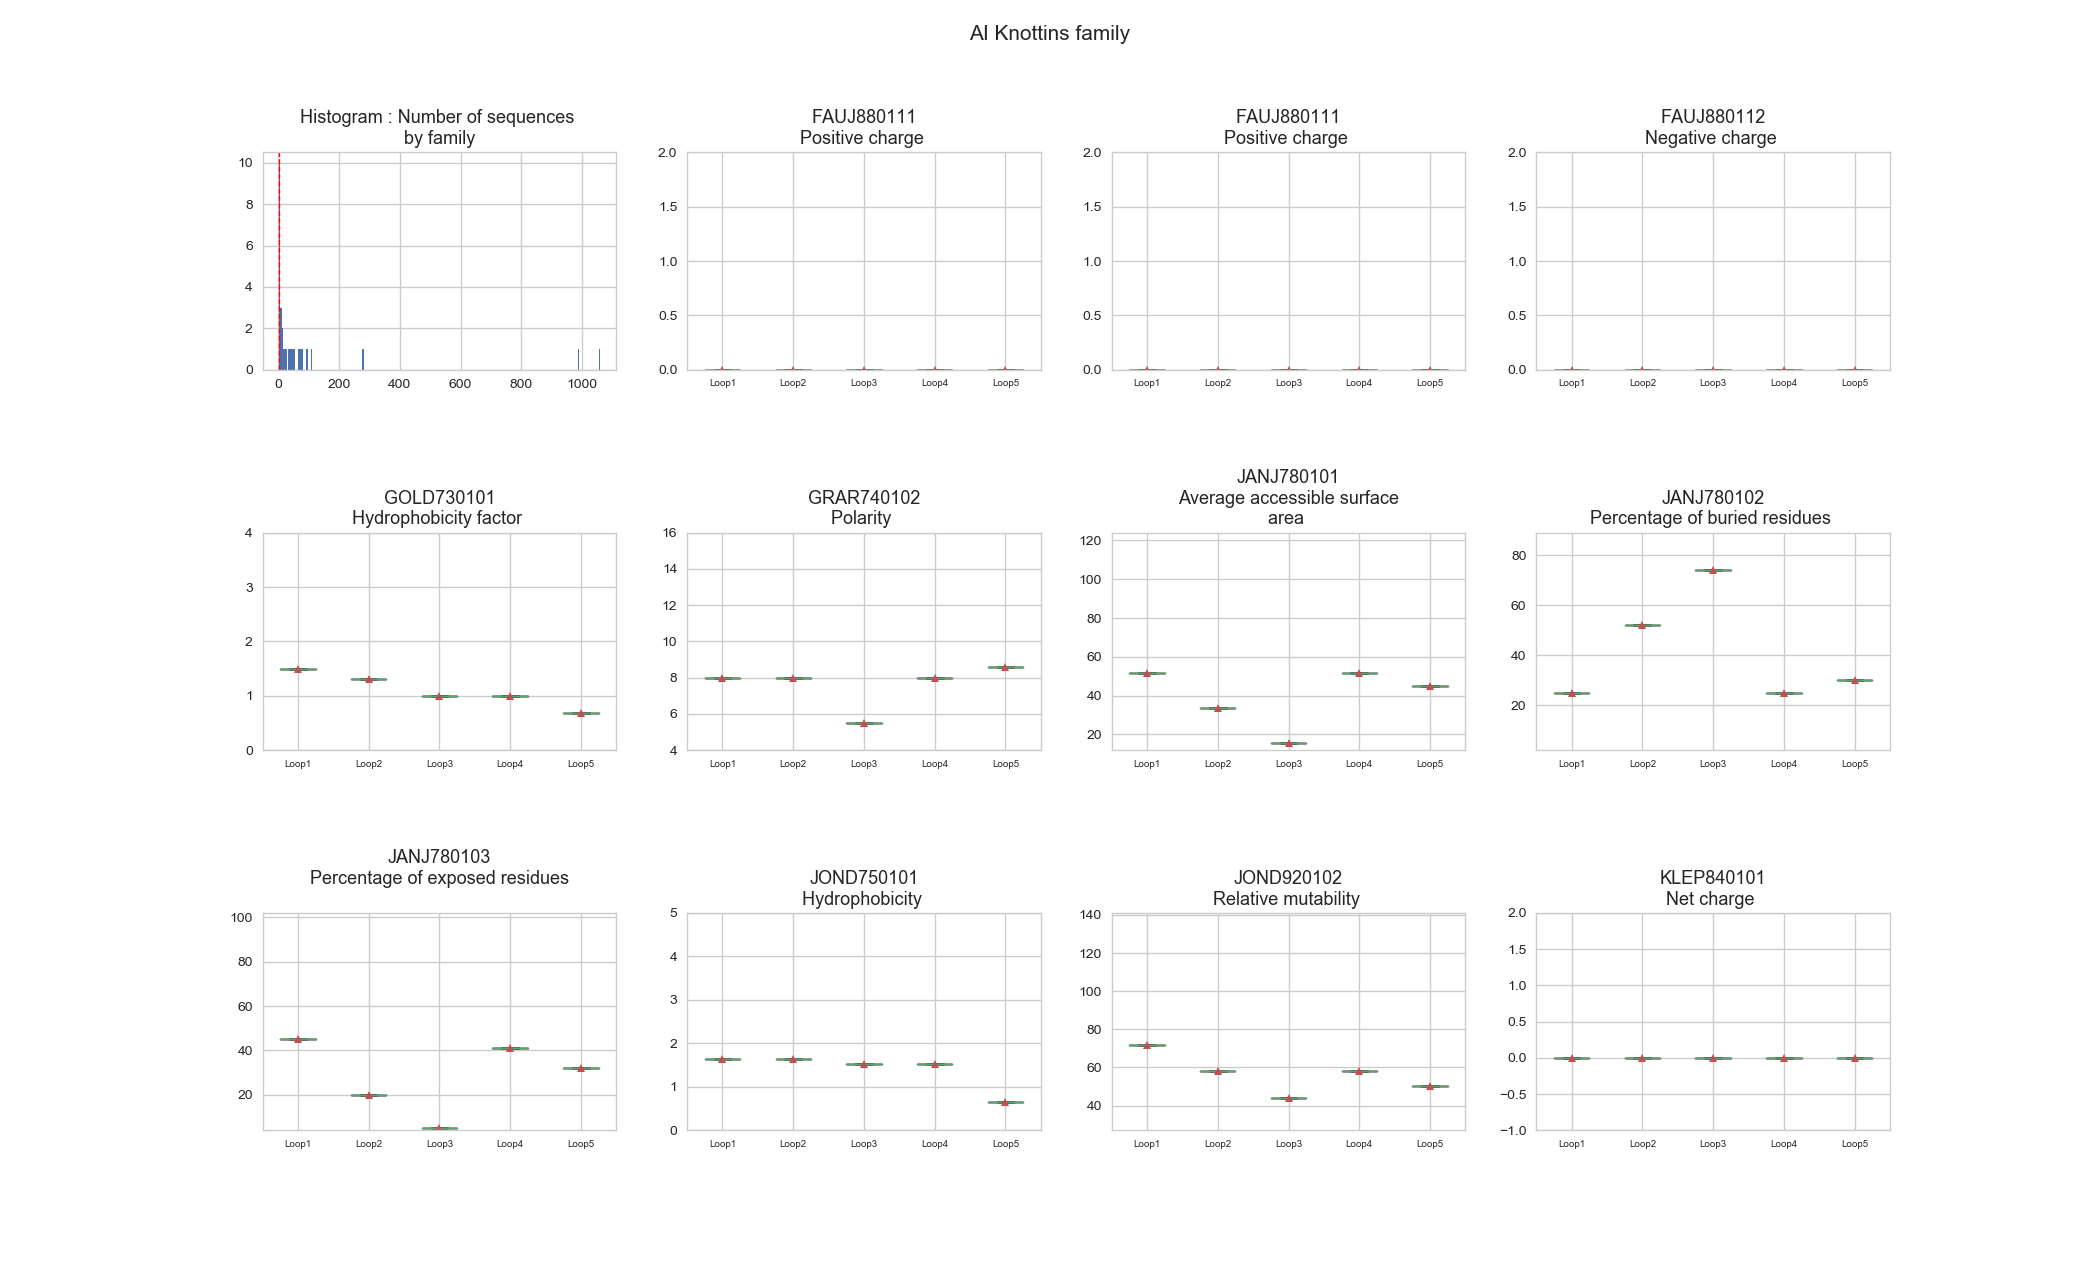 AI Knottins family
Histogram : Number of sequences
by family
10
8
6
4
2
0
0 200 400 600 800 1000
FAUJ880111
Positive charge
2.0
1.5
1.0
0.5
0.0
Loop1 Loop2 Loop3 Loop4 Loop5
FAUJ880111
Positive charge
2.0
1.5
1.0
0.5
0.0
Loop1 Loop2 Loop3 Loop4 Loop5
FAUJ880112
Negative charge
2.0
1.5
1.0
0.5
0.0
Loop1 Loop2 Loop3 Loop4 Loop5
GOLD730101
Hydrophobicity factor
4
3
2
1
0
Loop1 Loop2 Loop3 Loop4 Loop5
GRAR740102
Polarity
16
14
12
10
8
6
4
Loop1 Loop2 Loop3 Loop4 Loop5
JANJ780101
Average accessible surface
area
120
100
80
60
40
20
Loop1 Loop2 Loop3 Loop4 Loop5
JANJ780102
Percentage of buried residues
80
60
40
20
Loop1 Loop2 Loop3 Loop4 Loop5
JANJ780103
Percentage of exposed residues
100
80
60
40
20
Loop1 Loop2 Loop3 Loop4 Loop5
JOND750101
Hydrophobicity
5
4
3
2
1
0
Loop1 Loop2 Loop3 Loop4 Loop5
JOND920102
Relative mutability
140
120
100
80
60
40
Loop1 Loop2 Loop3 Loop4 Loop5
KLEP840101
Net charge
2.0
1.5
1.0
0.5
0.0
−0.5
−1.0
Loop1 Loop2 Loop3 Loop4 Loop5